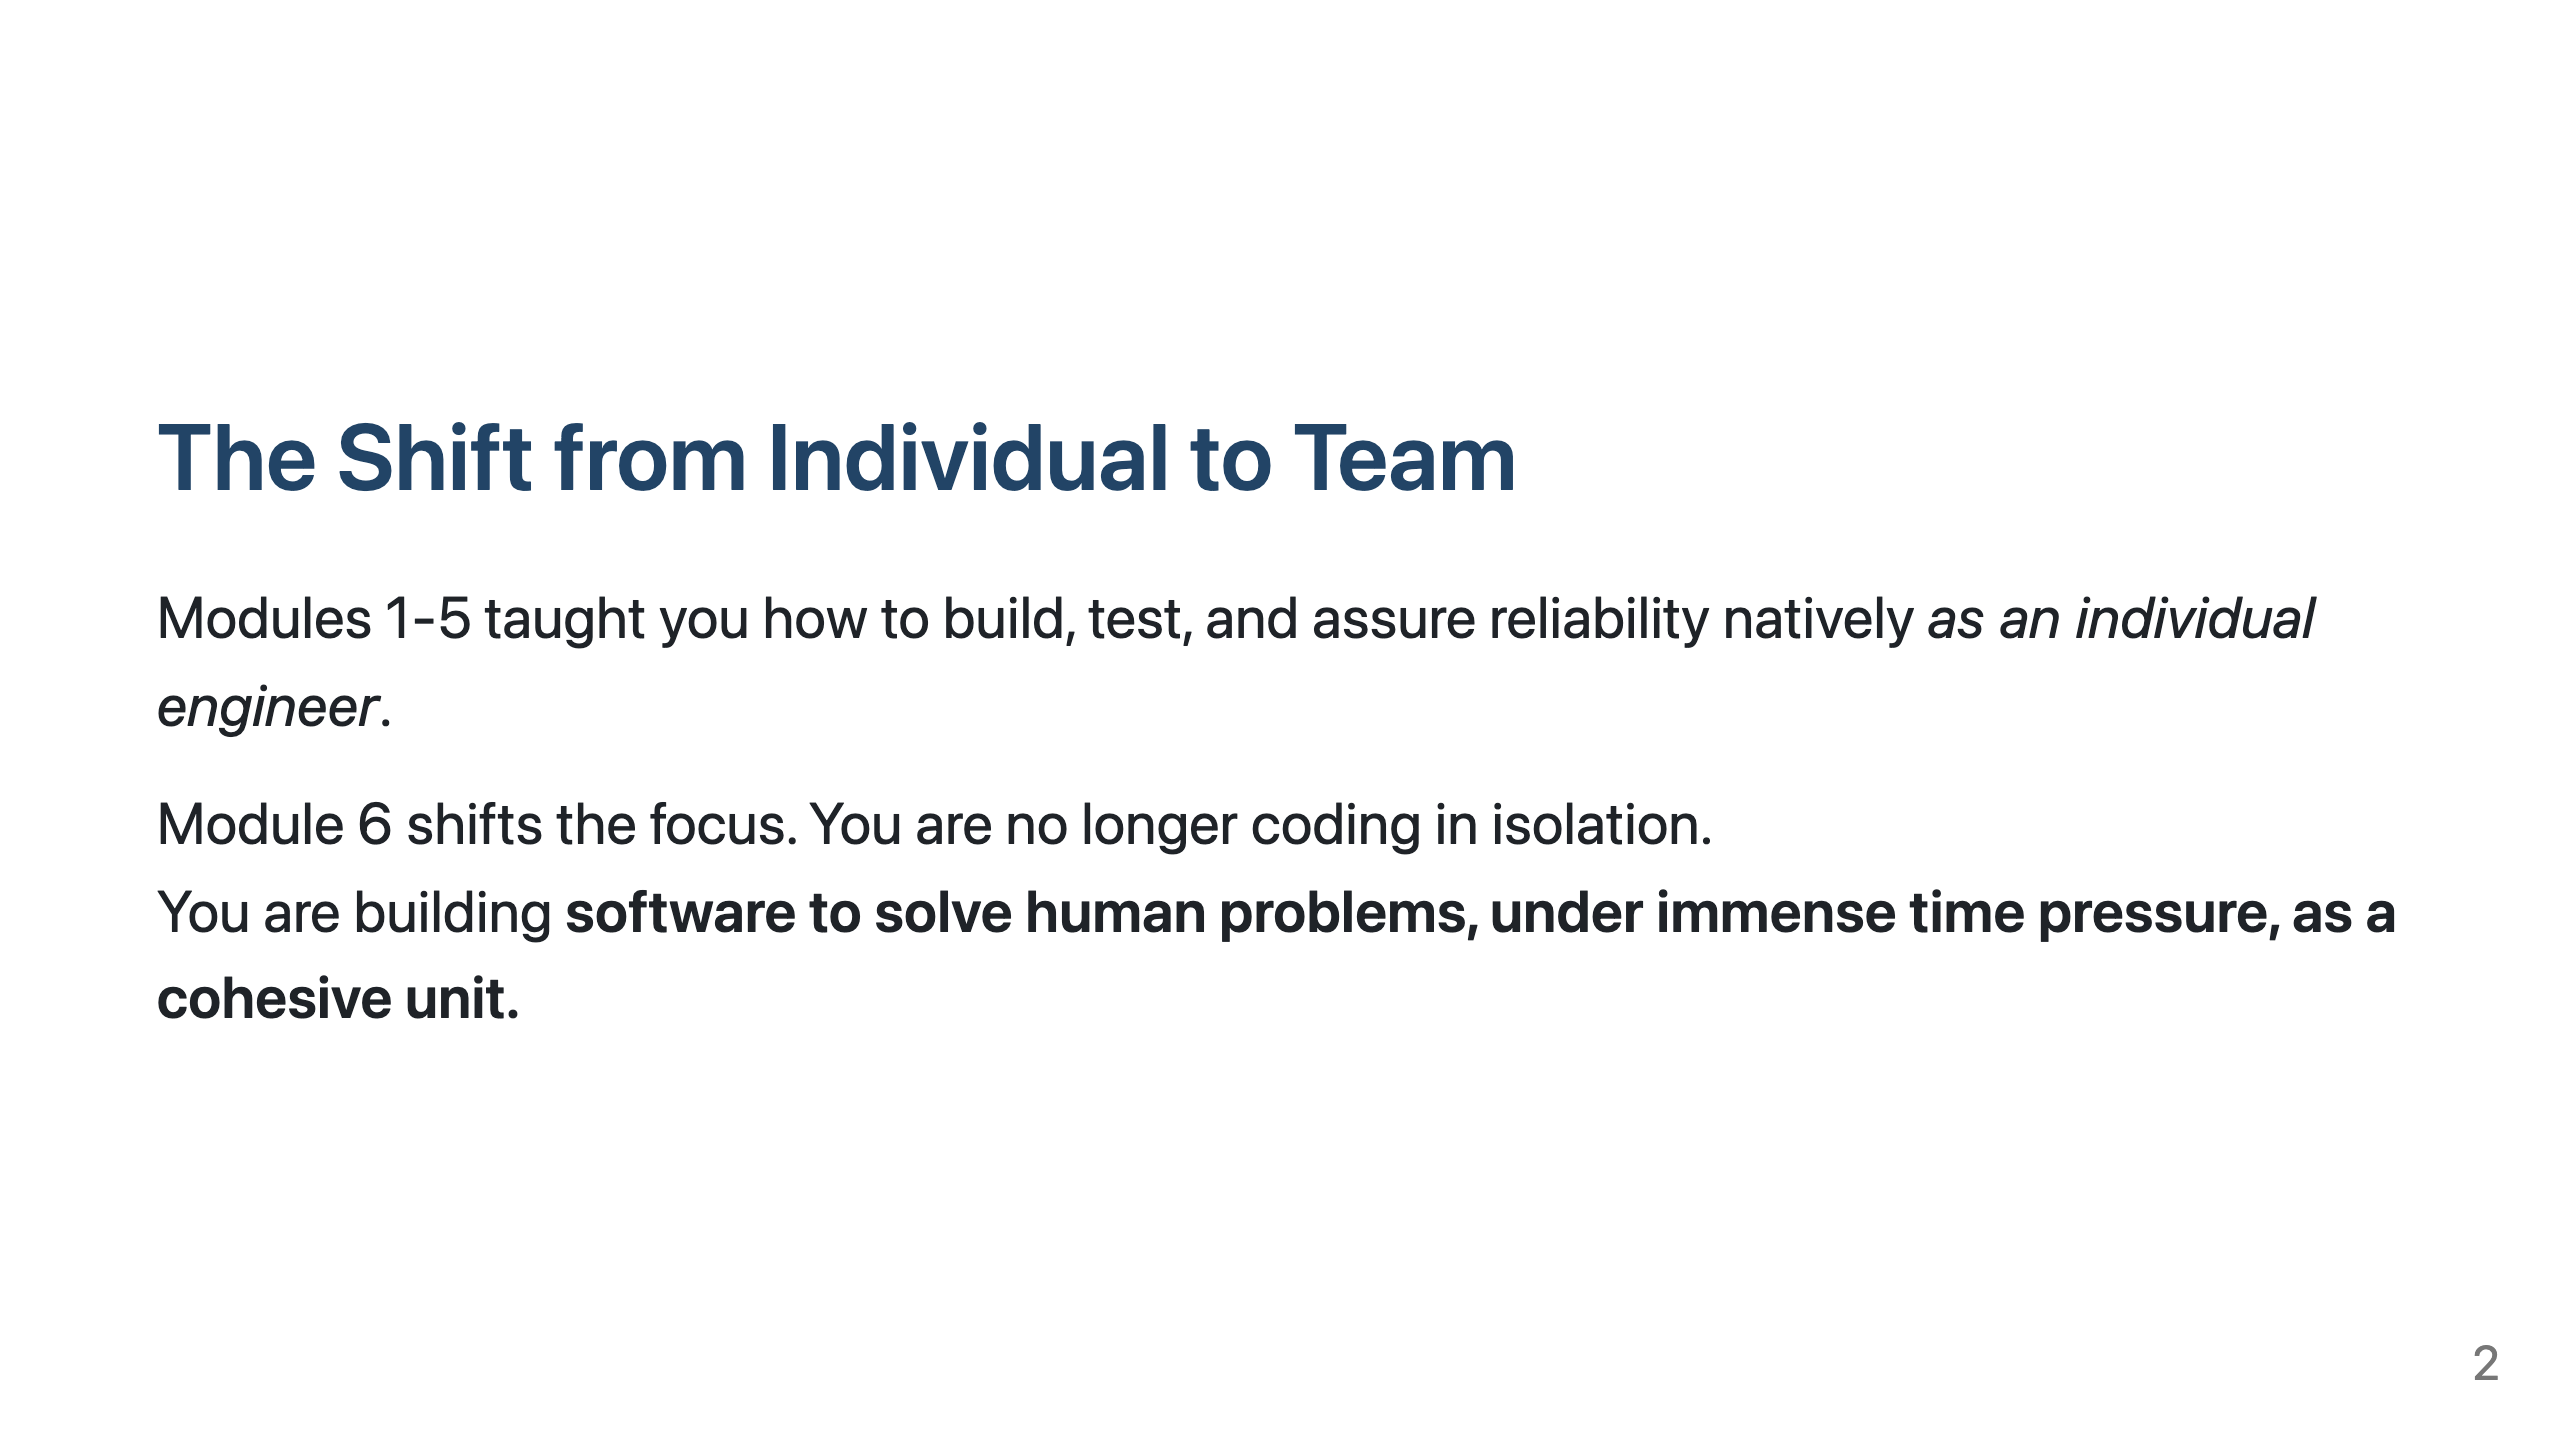 The Shift from Individual to Team
Modules 1-5 taught you how to build, test, and assure reliability natively as an individual
engineer.
Module 6 shifts the focus. You are no longer coding in isolation.
You are building software to solve human problems, under immense time pressure, as a
cohesive unit.
2